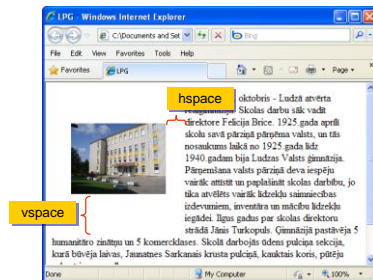 LPG - Windows Internet Explorer
C:\Documents and Set
Bing
File Edit View Favorites Tools Help
Favorites LPG Page
hspace
vspace
oktobris - Ludzā atvērta
Skolas darbu sāk vadīt
direktore Felicija Brice. 1925.gada aprīlī
skolu savā pārziņā pārņēma valsts, un tās
nosaukums laikā no 1925.gada līdz
1940.gadam bija Ludzas Valsts ģimnāzija.
Pārņemšana valsts pārziņā deva iespēju
vairāk attīstīt un paplašināt skolas darbību, jo
tika atvēlēts vairāk līdzekļu saimniecības
izdevumiem, inventāra un mācību līdzekļu
iegādei. Ilgus gadus par skolas direktoru
strādā Jānis Turkopuls. Ģimnāzijā pastāvēja 5
humanitāro zinātņu un 5 komercklases. Skolā darbojās ūdens pulciņa sekcija,
kurā būvēja laivas, Jaunatnes Sarkanais krusta pulciņi, kauktais koris, pūtēju
Done My Computer 100%